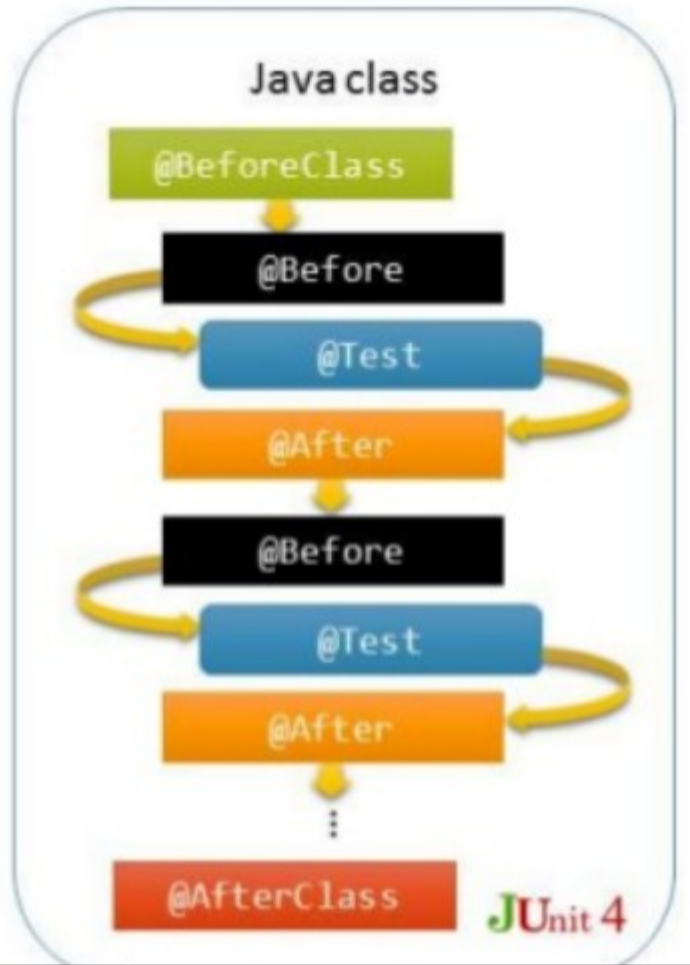 Java class
@BeforeClass
@Before
@Test
@After
@Before
@Test
@After
⋮
@AfterClass
JUnit 4